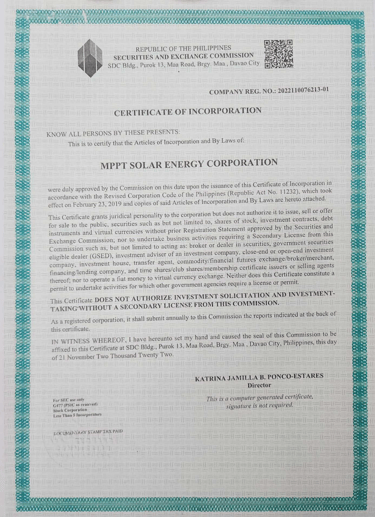 REPUBLIC OF THE PHILIPPINES
SECURITIES AND EXCHANGE COMMISSION
SDC Bldg., Purok 13, Maa Road, Brgy. Maa , Davao City
COMPANY REG. NO.: 2022110076213-01
CERTIFICATE OF INCORPORATION
KNOW ALL PERSONS BY THESE PRESENTS:
This is to certify that the Articles of Incorporation and By Laws of:
MPPT SOLAR ENERGY CORPORATION
were duly approved by the Commission on this date upon the issuance of this Certificate of Incorporation in
accordance with the Revised Corporation Code of the Philippines (Republic Act No. 11232), which took
effect on February 23, 2019 and copies of said Articles of Incorporation and By Laws are hereto attached.
This Certificate grants juridical personality to the corporation but does not authorize it to issue, sell or offer
for sale to the public, securities such as but not limited to, shares of stock, investment contracts, debt
instruments and virtual currencies without prior Registration Statement approved by the Securities and
Exchange Commission, nor to undertake business activities requiring a Secondary License from this
Commission such as, but not limited to acting as: broker or dealer in securities, government securities
eligible dealer (GSED), investment adviser of an investment company, close-end or open-end investment
company, investment house, transfer agent, commodity/financial futures exchange/broker/merchant,
financing/lending company, and time shares/club shares/membership certificate issuers or selling agents
thereof; nor to operate a fiat money to virtual currency exchange. Neither does this Certificate constitute a
permit to undertake activities for which other government agencies require a license or permit.
This Certificate DOES NOT AUTHORIZE INVESTMENT SOLICITATION AND INVESTMENT-
TAKING WITHOUT A SECONDARY LICENSE FROM THIS COMMISSION.
As a registered corporation, it shall submit annually to this Commission the reports indicated at the back of
this certificate.
IN WITNESS WHEREOF, I have hereunto set my hand and caused the seal of this Commission to be
affixed to this Certificate at SDC Bldg., Purok 13, Maa Road, Brgy. Maa , Davao City, Philippines, this day
of 21 November Two Thousand Twenty Two
KATRINA JAMILLA B. PONCO-ESTARES
Director
This is a computer generated certificate,
signature is not required.
For SEC use only
Stock Corporation
Less Than 5 Incorporators
DOCUMENTARY STAMP TAX PAID